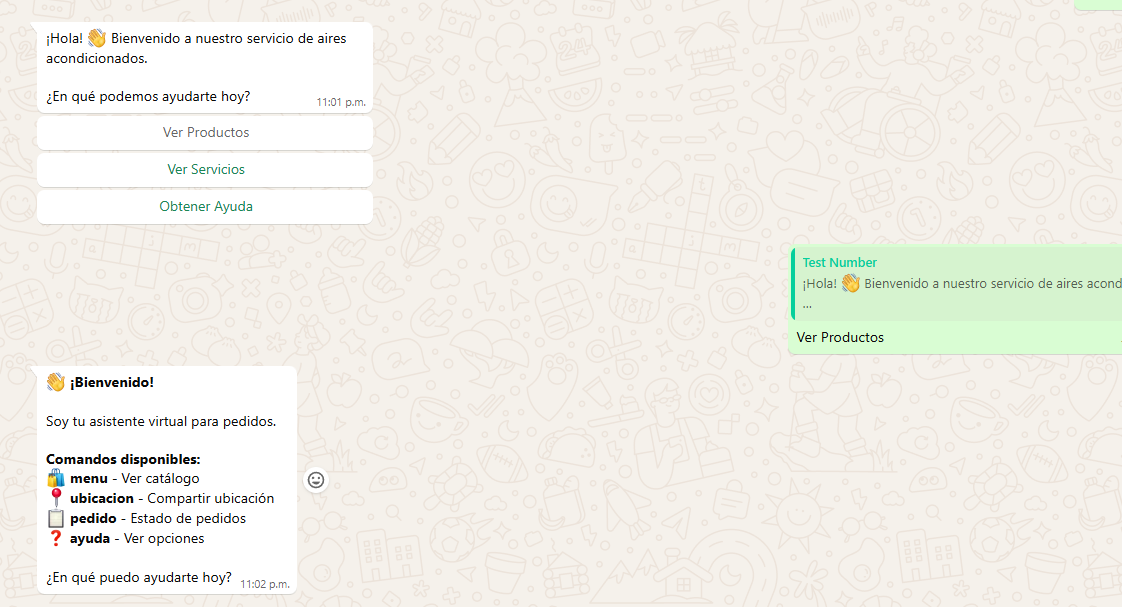 ¡Hola! 👋 Bienvenido a nuestro servicio de aires
acondicionados.
¿En qué podemos ayudarte hoy?
11:01 p.m.
Ver Productos
Ver Servicios
Obtener Ayuda
Test Number
¡Hola! 👋 Bienvenido a nuestro servicio de aires acond
...
Ver Productos
👋 ¡Bienvenido!
Soy tu asistente virtual para pedidos.
Comandos disponibles:
🛍️ menu - Ver catálogo
📍 ubicacion - Compartir ubicación
📋 pedido - Estado de pedidos
❓ ayuda - Ver opciones
¿En qué puedo ayudarte hoy?
11:02 p.m.